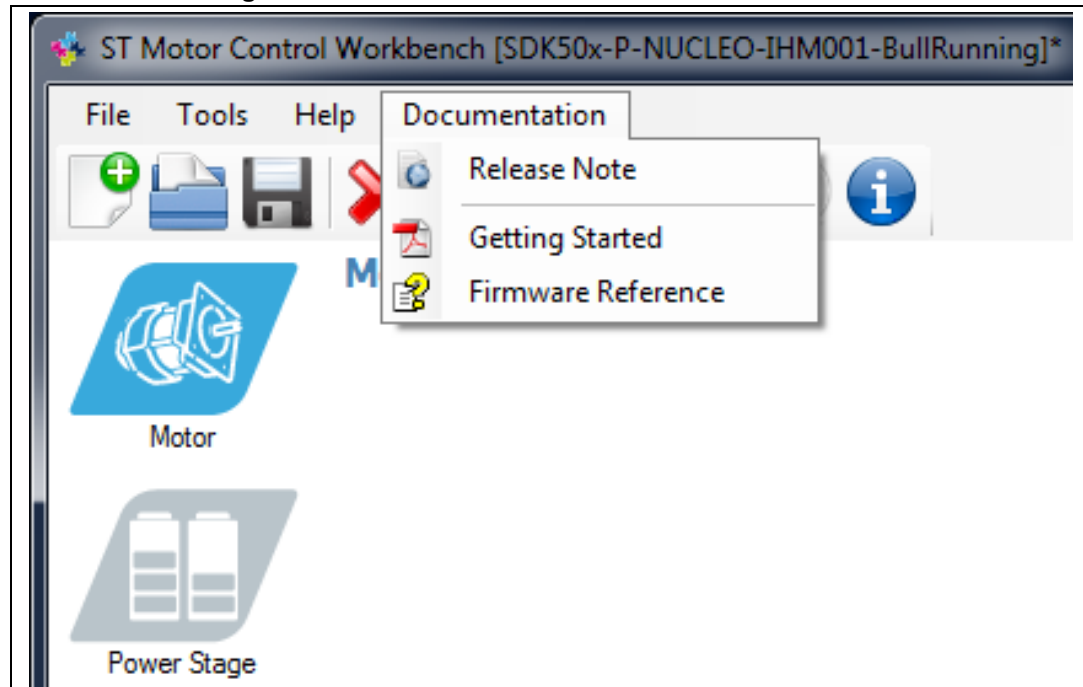 ST Motor Control Workbench [SDK50x-P-NUCLEO-IHM001-BullRunning]*
File Tools Help Documentation
Release Note
Getting Started
Firmware Reference
Motor
Power Stage